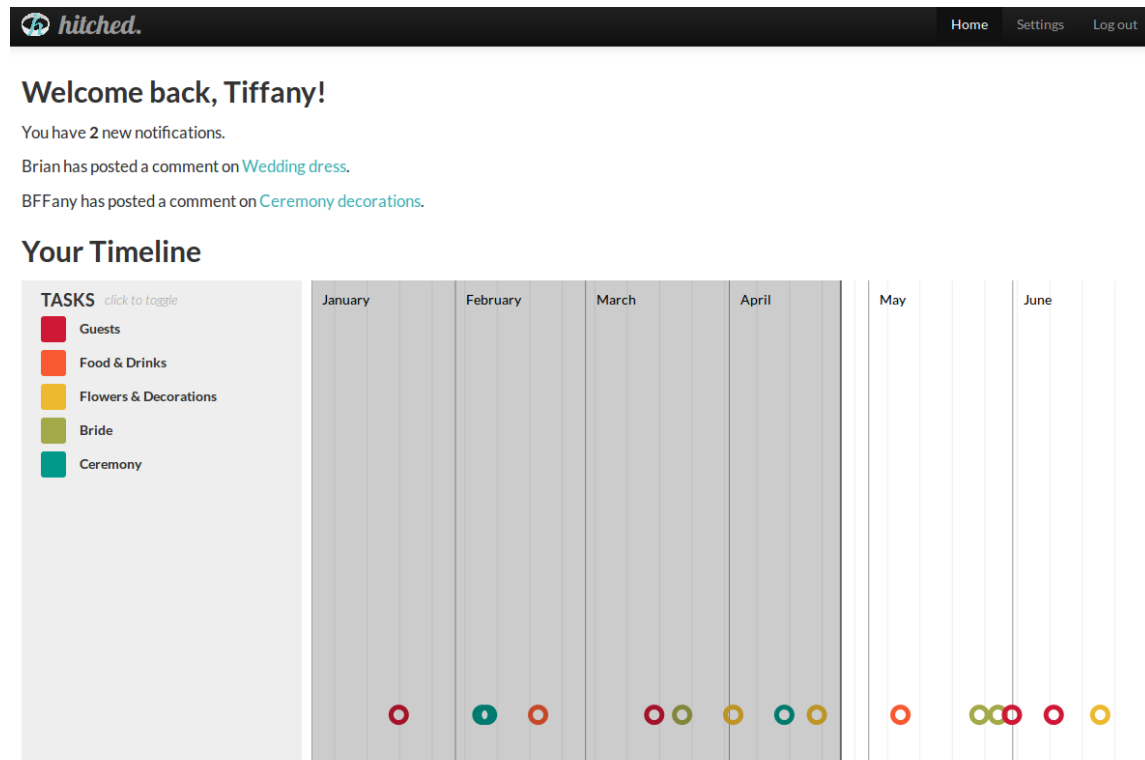 hitched.
Home Settings Log out
Welcome back, Tiffany!
You have 2 new notifications.
Brian has posted a comment on Wedding dress.
BFFany has posted a comment on Ceremony decorations.
Your Timeline
TASKS click to toggle
Guests
Food & Drinks
Flowers & Decorations
Bride
Ceremony
January February March April May June